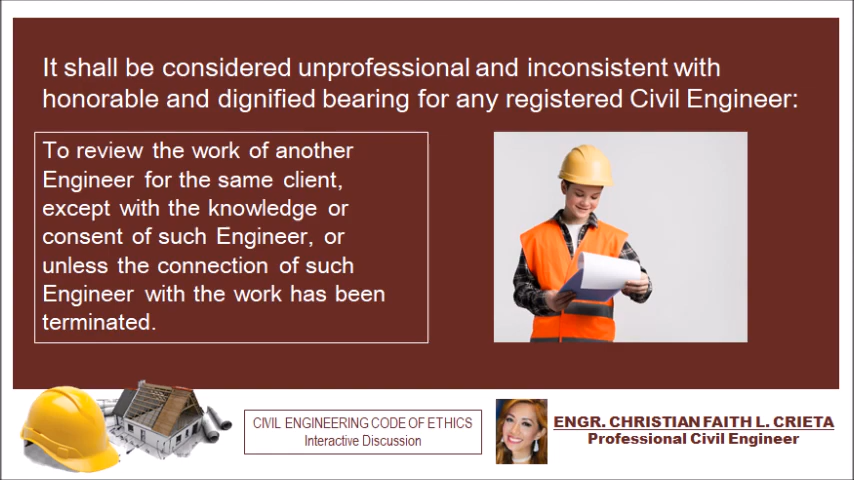 It shall be considered unprofessional and inconsistent with
honorable and dignified bearing for any registered Civil Engineer:
To review the work of another
Engineer for the same client,
except with the knowledge or
consent of such Engineer, or
unless the connection of such
Engineer with the work has been
terminated.
CIVIL ENGINEERING CODE OF ETHICS
Interactive Discussion
ENGR. CHRISTIAN FAITH L. CRIETA
Professional Civil Engineer